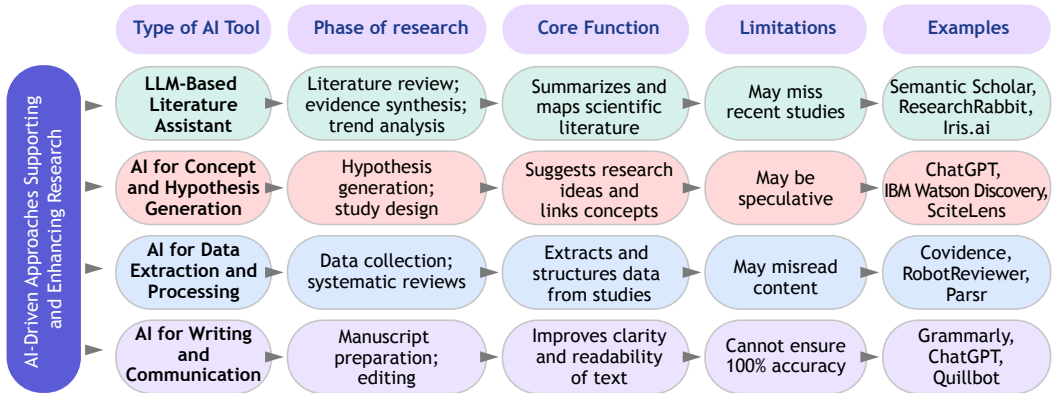 Type of AI Tool
Phase of research
Core Function
Limitations
Examples
AI-Driven Approaches Supporting
and Enhancing Research
LLM-Based
Literature
Assistant
Literature review;
evidence synthesis;
trend analysis
Summarizes and
maps scientific
literature
May miss
recent studies
Semantic Scholar,
ResearchRabbit,
Iris.ai
AI for Concept
and Hypothesis
Generation
Hypothesis
generation;
study design
Suggests research
ideas and
links concepts
May be
speculative
ChatGPT,
IBM Watson Discovery,
SciteLens
AI for Data
Extraction and
Processing
Data collection;
systematic reviews
Extracts and
structures data
from studies
May misread
content
Covidence,
RobotReviewer,
Parsr
AI for Writing
and
Communication
Manuscript
preparation;
editing
Improves clarity
and readability
of text
Cannot ensure
100% accuracy
Grammarly,
ChatGPT,
Quillbot